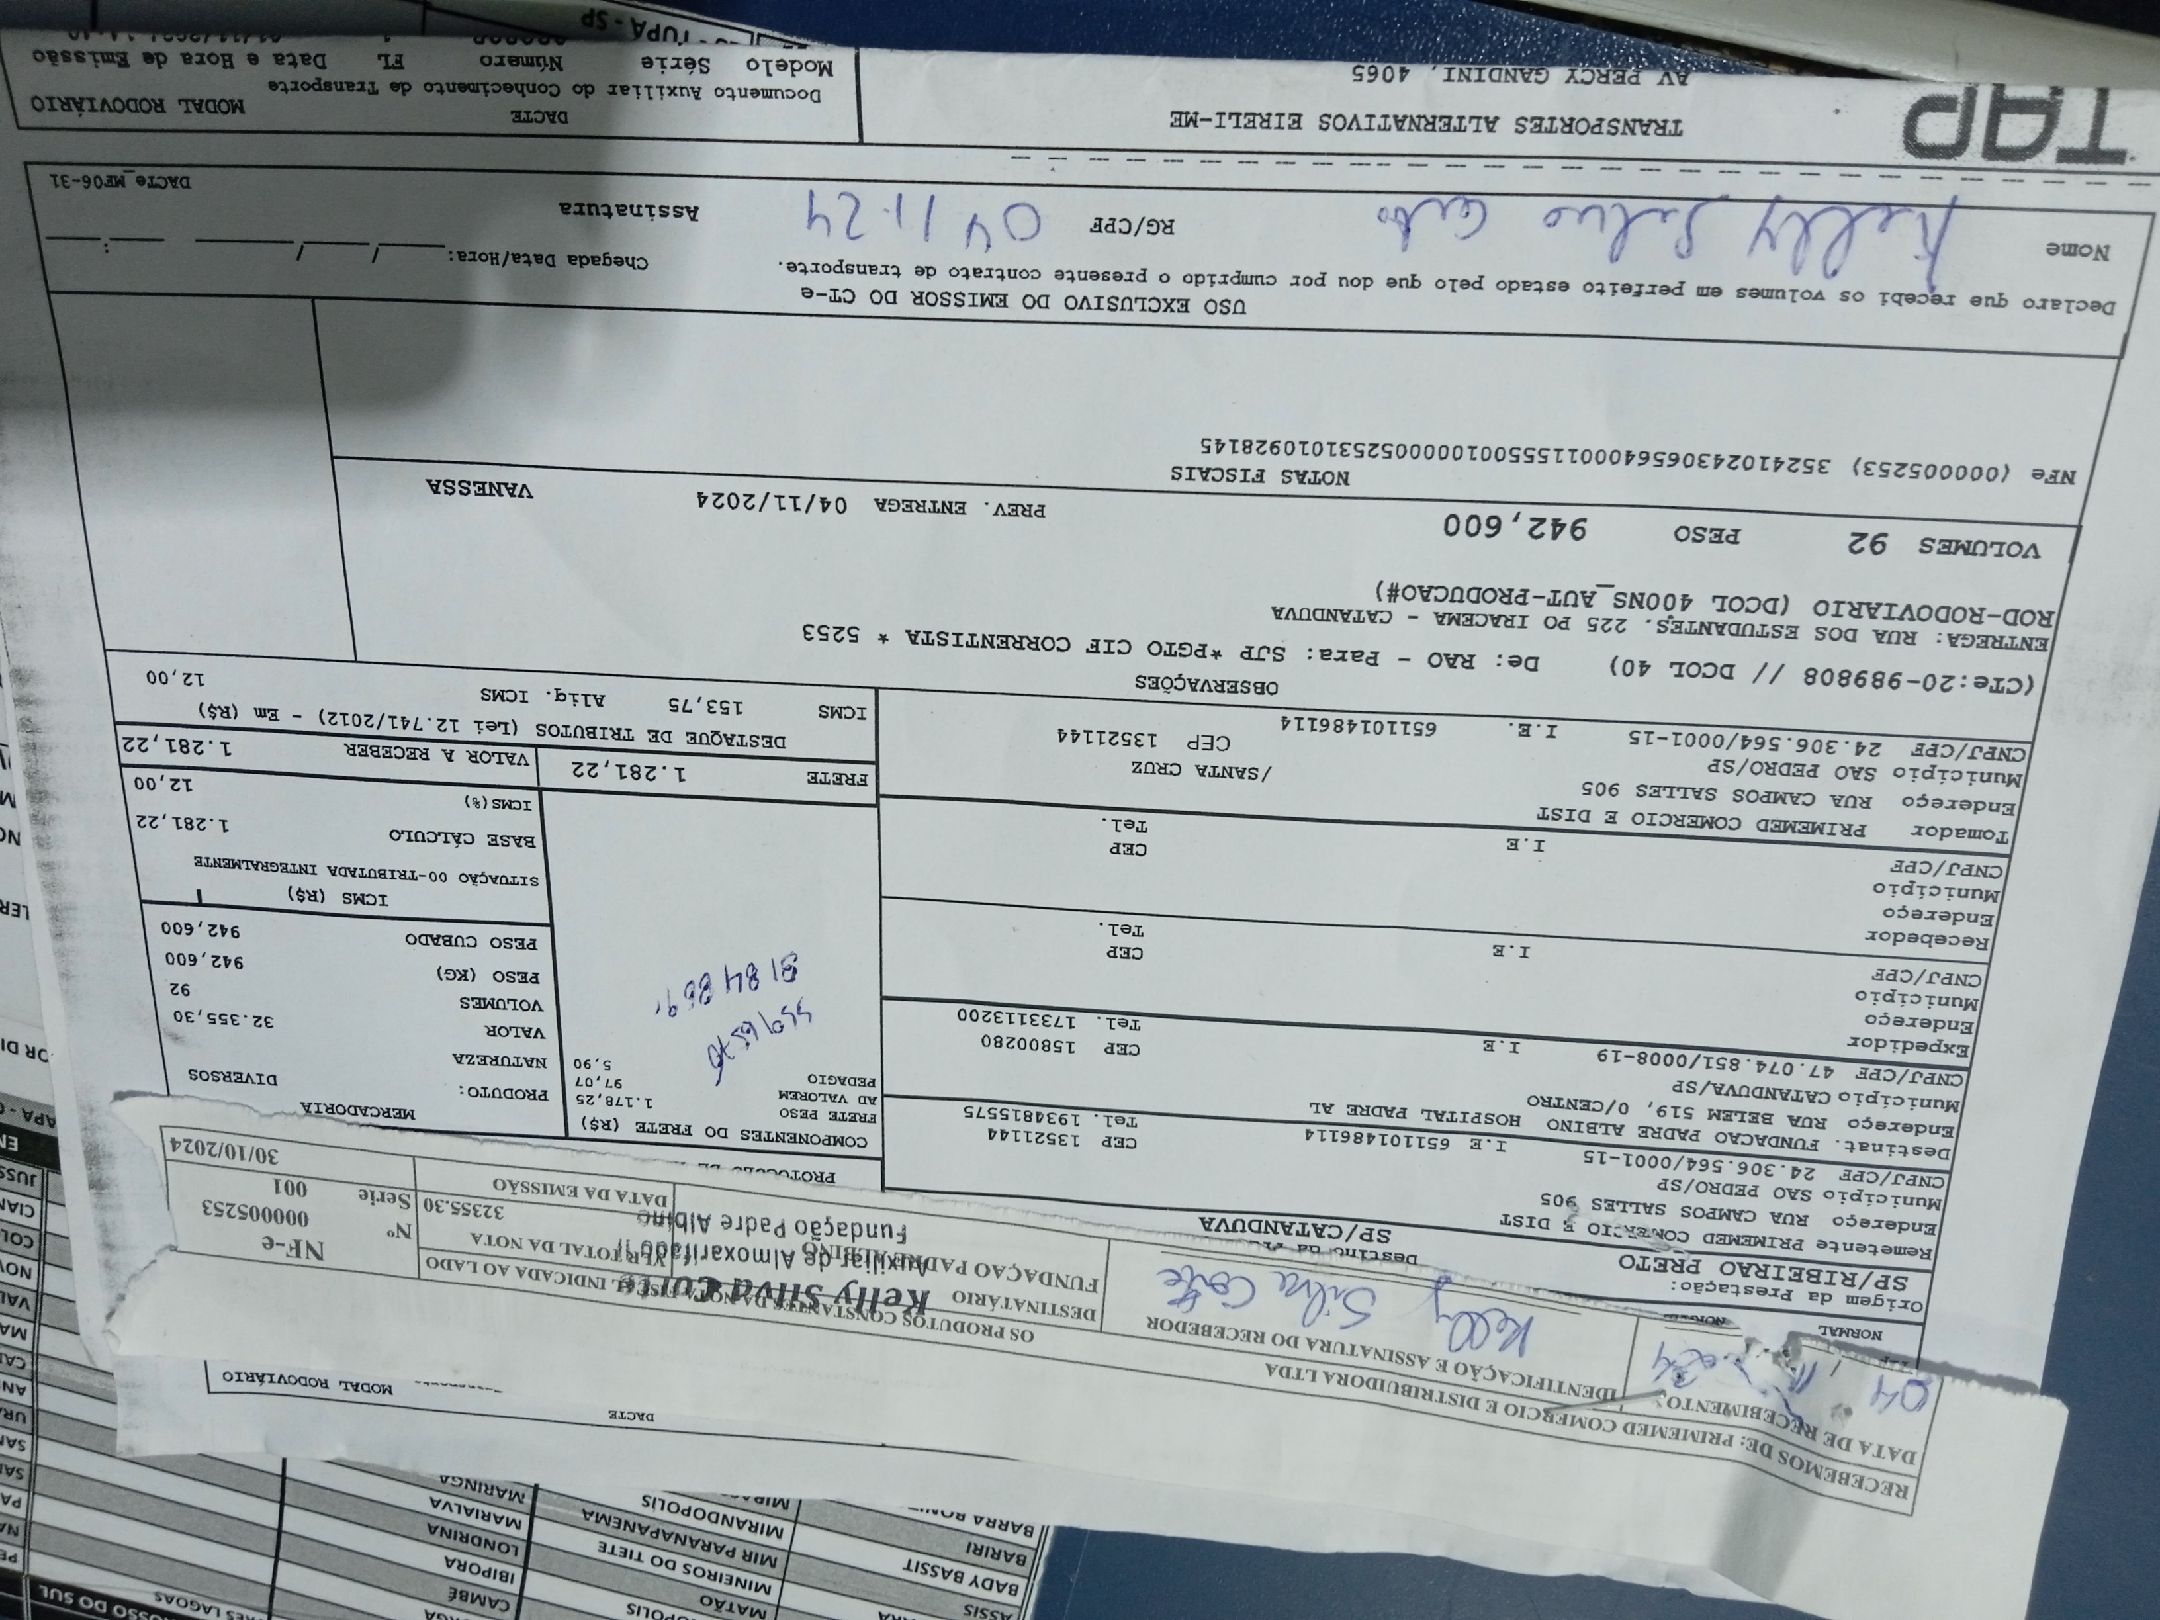 MARINGA
MARIALVA
LONDRINA
IBIPORA
CAMBÉ
MIRANDOPOLIS
MIR PARANAPANEMA
MINEIROS DO TIETE
MATÃO
BARIRI
BADY BASSIT
ASSIS
DACTE
MODAL RODOVIÁRIO
RECEBEMOS DE: PRIMEMED COMERCIO E DISTRIBUIDORA LTDA
OS PRODUTOS CONSTANTES DA NOTA FISCAL INDICADA AO LADO
DATA DE RECEBIMENTO
IDENTIFICAÇÃO E ASSINATURA DO RECEBEDOR
Kelly Silva Corte
DESTINATÁRIO
FUNDAÇAO PADRE ALBINO
VLR TOTAL DA NOTA
32355.30
DATA DA EMISSÃO
30/10/2024
NF-e
Nº 000005253
Serie 001
Kelly Silva Corte
Auxiliar de Almoxarifado II
Fundação Padre Albino
NORMAL
Origem da Prestação:
SP/RIBEIRAO PRETO
SP/CATANDUVA
Remetente PRIMEMED COMERCIO E DIST
Endereço RUA CAMPOS SALLES 905
Município SAO PEDRO/SP CEP 13521144
CNPJ/CPF 24.306.564/0001-15 I.E 651101486114 Tel. 1934815575
Destinat. FUNDACAO PADRE ALBINO HOSPITAL PADRE AL
Endereço RUA BELEM 519, 0/CENTRO
Município CATANDUVA/SP CEP 15800280
CNPJ/CPF 47.074.851/0008-19 I.E Tel. 1733113200
Expedidor
Endereço
Município CEP
CNPJ/CPF I.E Tel.
Recebedor
Endereço
Município CEP
CNPJ/CPF I.E Tel.
Tomador PRIMEMED COMERCIO E DIST
Endereço RUA CAMPOS SALLES 905 /SANTA CRUZ
Município SAO PEDRO/SP CEP 13521144
CNPJ/CPF 24.306.564/0001-15 I.E. 651101486114
COMPONENTES DO FRETE (R$)
FRETE PESO 1.178,25
AD VALOREM 97,07
PEDAGIO 5,90
MERCADORIA
PRODUTO: DIVERSOS
NATUREZA
VALOR 32.355,30
VOLUMES 92
PESO (KG) 942,600
PESO CUBADO 942,600
ICMS (R$)
SITUAÇÃO 00-TRIBUTADA INTEGRALMENTE
BASE CÁLCULO 1.281,22
ICMS(%) 12,00
FRETE 1.281,22
VALOR A RECEBER 1.281,22
DESTAQUE DE TRIBUTOS (Lei 12.741/2012) - Em (R$)
ICMS 153,75 Aliq. ICMS 12,00
OBSERVAÇÕES
(CTe:20-989808 // DCOL 40) De: RAO - Para: SJP *PGTO CIF CORRENTISTA * 5253
ENTREGA: RUA DOS ESTUDANTES. 225 PQ IRACEMA - CATANDUVA
ROD-RODOVIARIO (DCOL 400NS_AUT-PRODUCAO#)
VOLUMES 92 PESO 942,600 PREV. ENTREGA 04/11/2024 VANESSA
NOTAS FISCAIS
NFe (000005253) 35241024306564000115550010000052531010928145
USO EXCLUSIVO DO EMISSOR DO CT-e
Declaro que recebi os volumes em perfeito estado pelo que dou por cumprido o presente contrato de transporte.
Chegada Data/Hora:
Nome Kelly Silva Corte RG/CPF 04 11.24 Assinatura
DACTe_MF06-31
TAP
TRANSPORTES ALTERNATIVOS EIRELI-ME
AV PERCY GANDINI, 4065
DACTE
MODAL RODOVIÁRIO
Documento Auxiliar do Conhecimento de Transporte
Modelo Série Número FL Data e Hora de Emissão
TUPA - SP